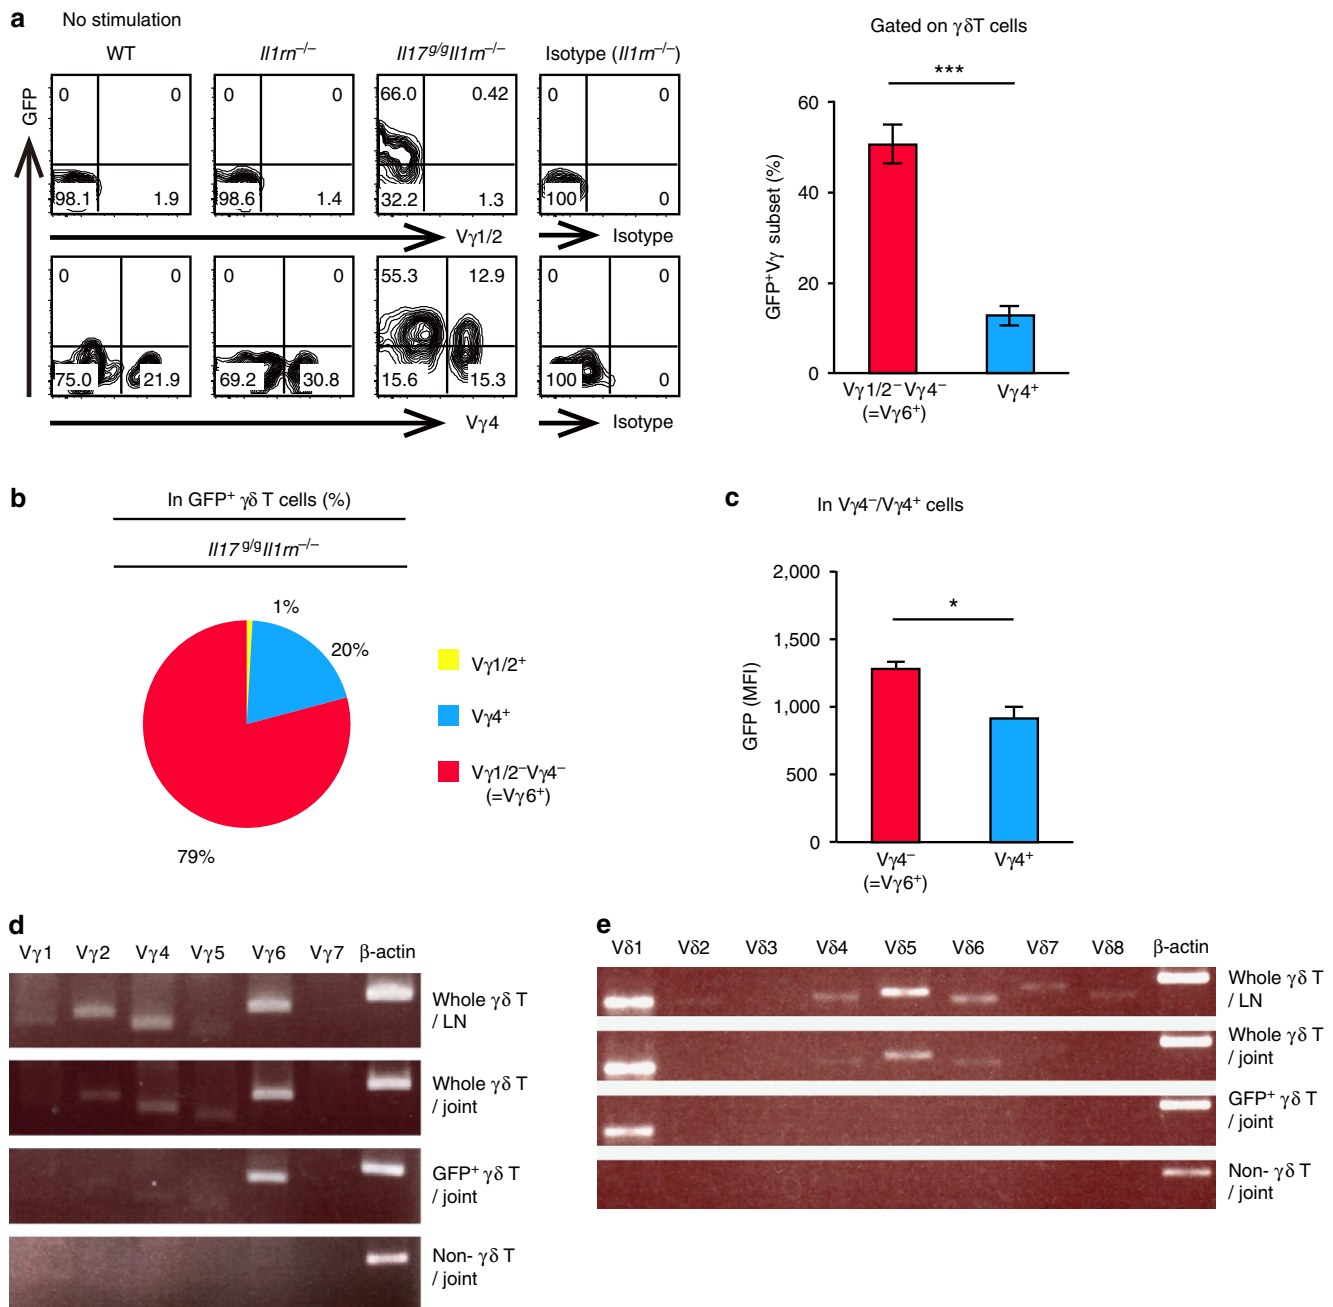 a
No stimulation
WT
Il1rn–/–
Il17g/gIl1rn–/–
Isotype (Il1rn–/–)
GFP
0 0
98.1 1.9
0 0
98.6 1.4
66.0 0.42
32.2 1.3
0 0
100 0
Vγ1/2
Isotype
0 0
75.0 21.9
0 0
69.2 30.8
55.3 12.9
15.6 15.3
0 0
100 0
Vγ4
Isotype
Gated on γδT cells
***
GFP+Vγ subset (%)
60
40
20
0
Vγ1/2–Vγ4–
(=Vγ6+)
Vγ4+
b
In GFP+ γδ T cells (%)
Il17 g/gIl1rn–/–
1%
20%
79%
Vγ1/2+
Vγ4+
Vγ1/2–Vγ4–
(=Vγ6+)
c
In Vγ4–/Vγ4+ cells
*
GFP (MFI)
2,000
1,500
1,000
500
0
Vγ4–
(=Vγ6+)
Vγ4+
d
Vγ1 Vγ2 Vγ4 Vγ5 Vγ6 Vγ7 β-actin
Whole γδ T
/ LN
Whole γδ T
/ joint
GFP+ γδ T
/ joint
Non- γδ T
/ joint
e
Vδ1 Vδ2 Vδ3 Vδ4 Vδ5 Vδ6 Vδ7 Vδ8 β-actin
Whole γδ T
/ LN
Whole γδ T
/ joint
GFP+ γδ T
/ joint
Non- γδ T
/ joint